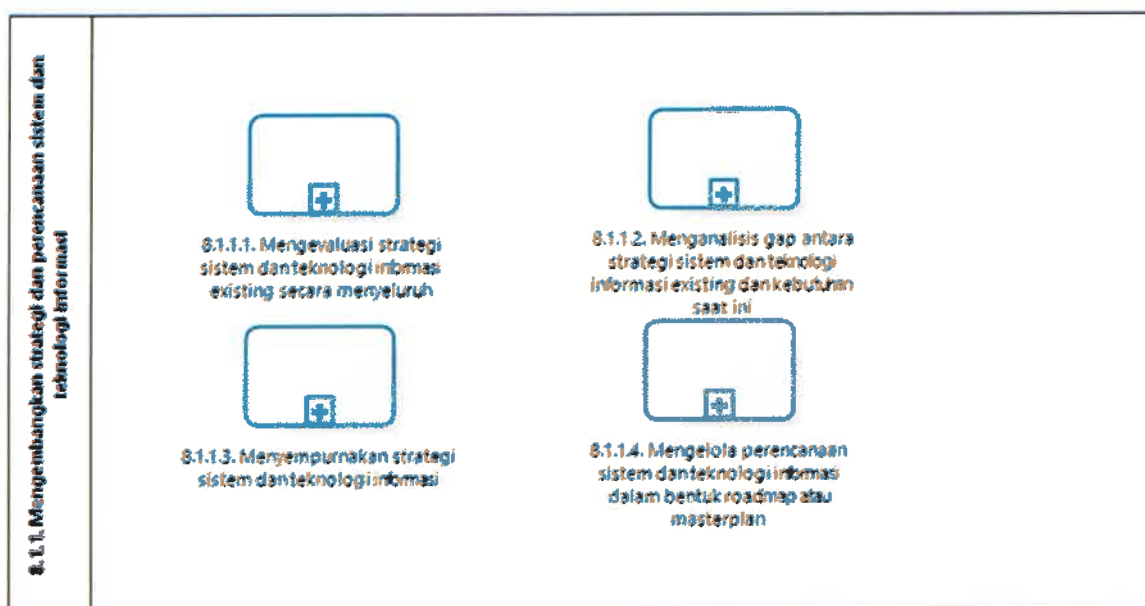 8.1.1. Mengembangkan strategi dan perencanaan sistem dan
teknologi informasi
8.1.1.1. Mengevaluasi strategi
sistem dan teknologi informasi
existing secara menyeluruh
8.1.1.2. Menganalisis gap antara
strategi sistem dan teknologi
informasi existing dan kebutuhan
saat ini
8.1.1.3. Menyempurnakan strategi
sistem dan teknologi informasi
8.1.1.4. Mengelola perencanaan
sistem dan teknologi informasi
dalam bentuk roadmap atau
masterplan